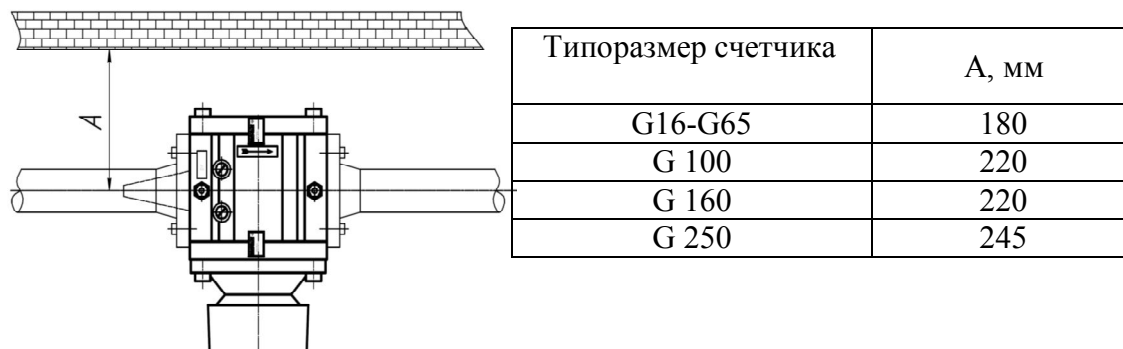 A
Типоразмер счетчика A, мм
G16-G65 180
G 100 220
G 160 220
G 250 245